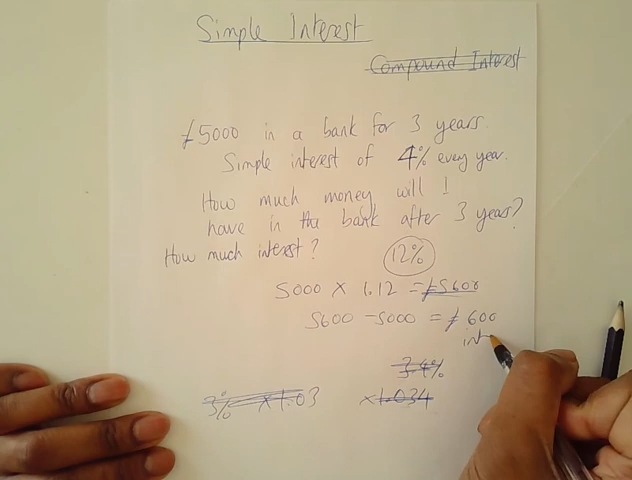 Simple Interest
Compound Interest
£5000 in a bank for 3 years.
Simple interest of 4% every year.
How much money will I
have in the bank after 3 years?
How much interest?
12%
5000 × 1.12 = £5600
5600 - 5000 = £600
int
3.4%
3% ×1.03 ×1.034